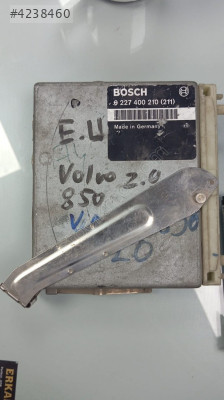 #4238460
BOSCH
0 227 400 210 (211)
Made in Germany
E.U
Volvo 2.0
850
2.0
ERKA